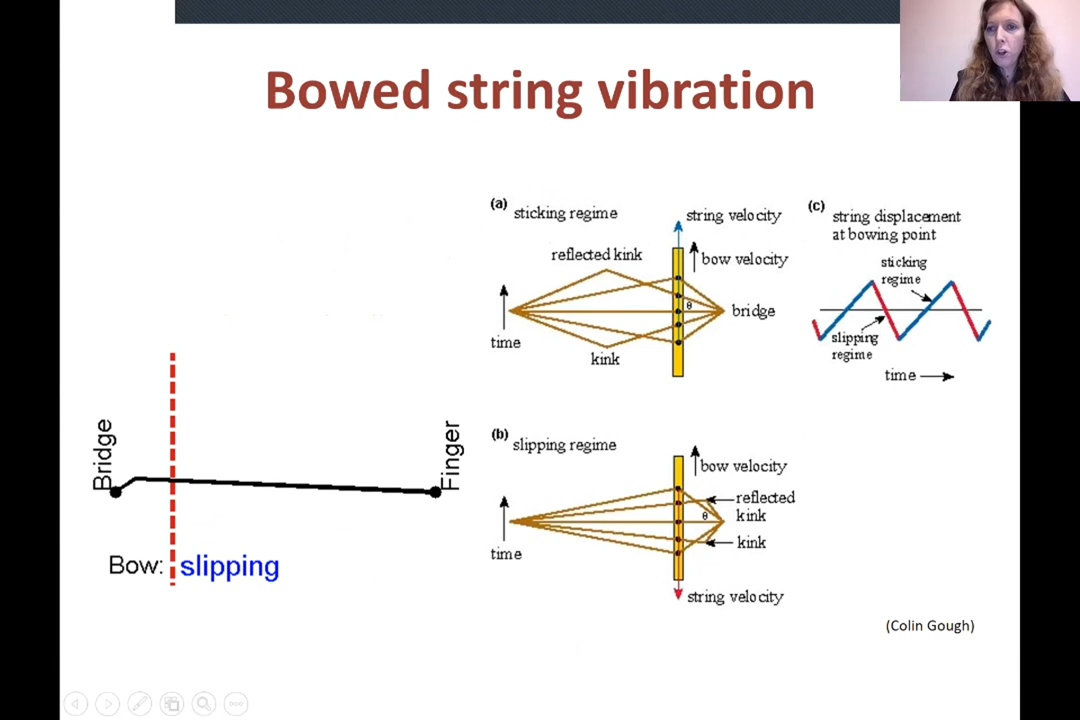 Bowed string vibration
Bridge
Finger
Bow: slipping
(a) sticking regime
string velocity
bow velocity
reflected kink
θ
bridge
time
kink
(b) slipping regime
bow velocity
reflected
kink
θ
kink
time
string velocity
(c) string displacement
at bowing point
sticking
regime
slipping
regime
time
(Colin Gough)